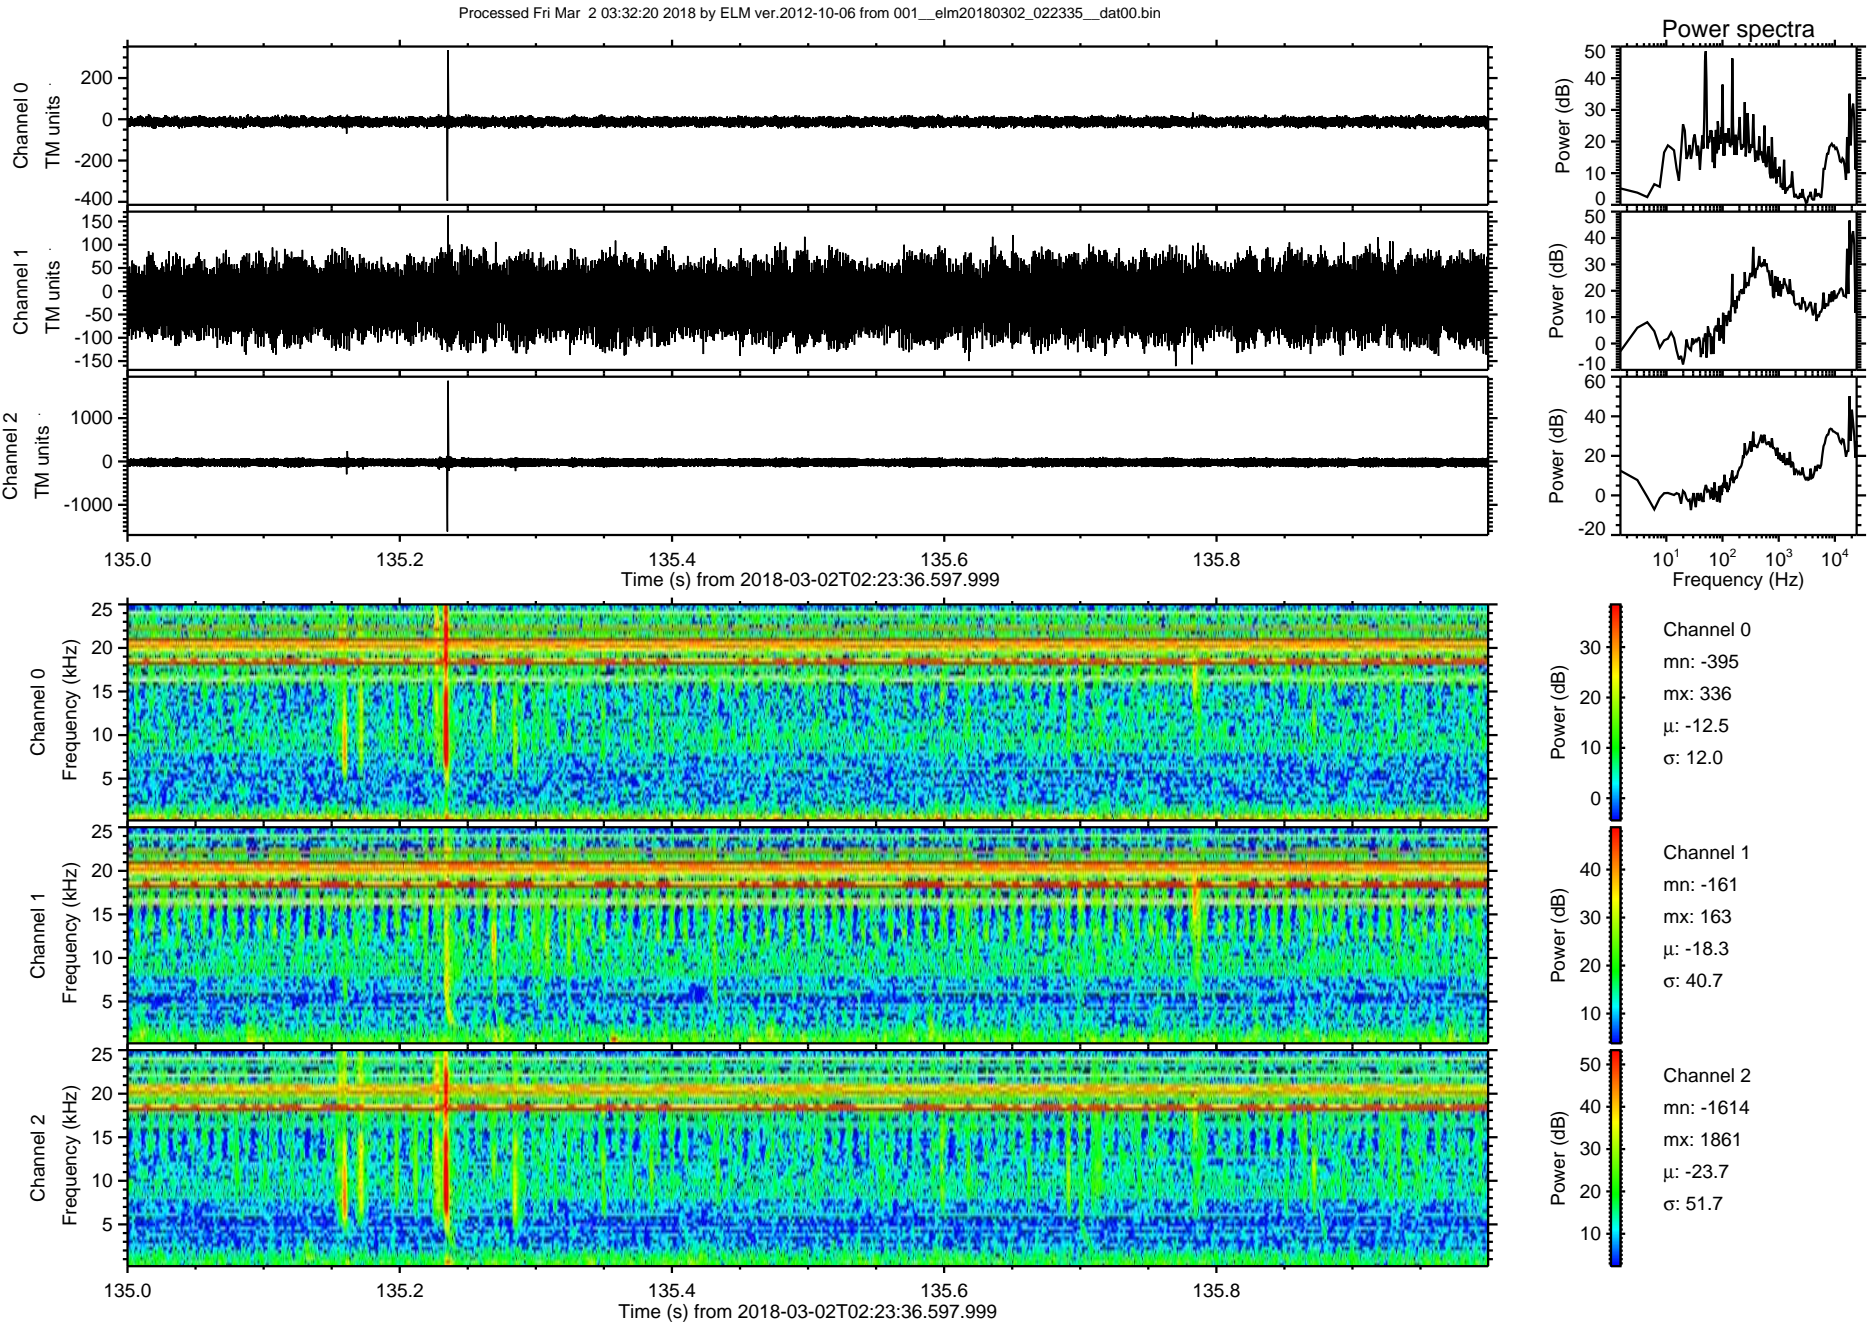 Processed Fri Mar  2 03:32:20 2018 by ELM ver.2012-10-06 from 001__elm20180302_022335__dat00.bin
Power spectra
Channel 0
TM units
200
0
-200
-400
Power (dB)
50
40
30
20
10
0
Channel 1
TM units
150
100
50
0
-50
-100
-150
Power (dB)
50
40
30
20
10
0
-10
Channel 2
TM units
1000
0
-1000
Power (dB)
60
40
20
0
-20
135.0 135.2 135.4 135.6 135.8
Time (s) from 2018-03-02T02:23:36.597.999
10^1 10^2 10^3 10^4
Frequency (Hz)
Channel 0
Frequency (kHz)
25
20
15
10
5
Power (dB)
30
20
10
0
Channel 0
mn: -395
mx: 336
μ: -12.5
σ: 12.0
Channel 1
Frequency (kHz)
25
20
15
10
5
Power (dB)
40
30
20
10
Channel 1
mn: -161
mx: 163
μ: -18.3
σ: 40.7
Channel 2
Frequency (kHz)
25
20
15
10
5
Power (dB)
50
40
30
20
10
Channel 2
mn: -1614
mx: 1861
μ: -23.7
σ: 51.7
135.0 135.2 135.4 135.6 135.8
Time (s) from 2018-03-02T02:23:36.597.999